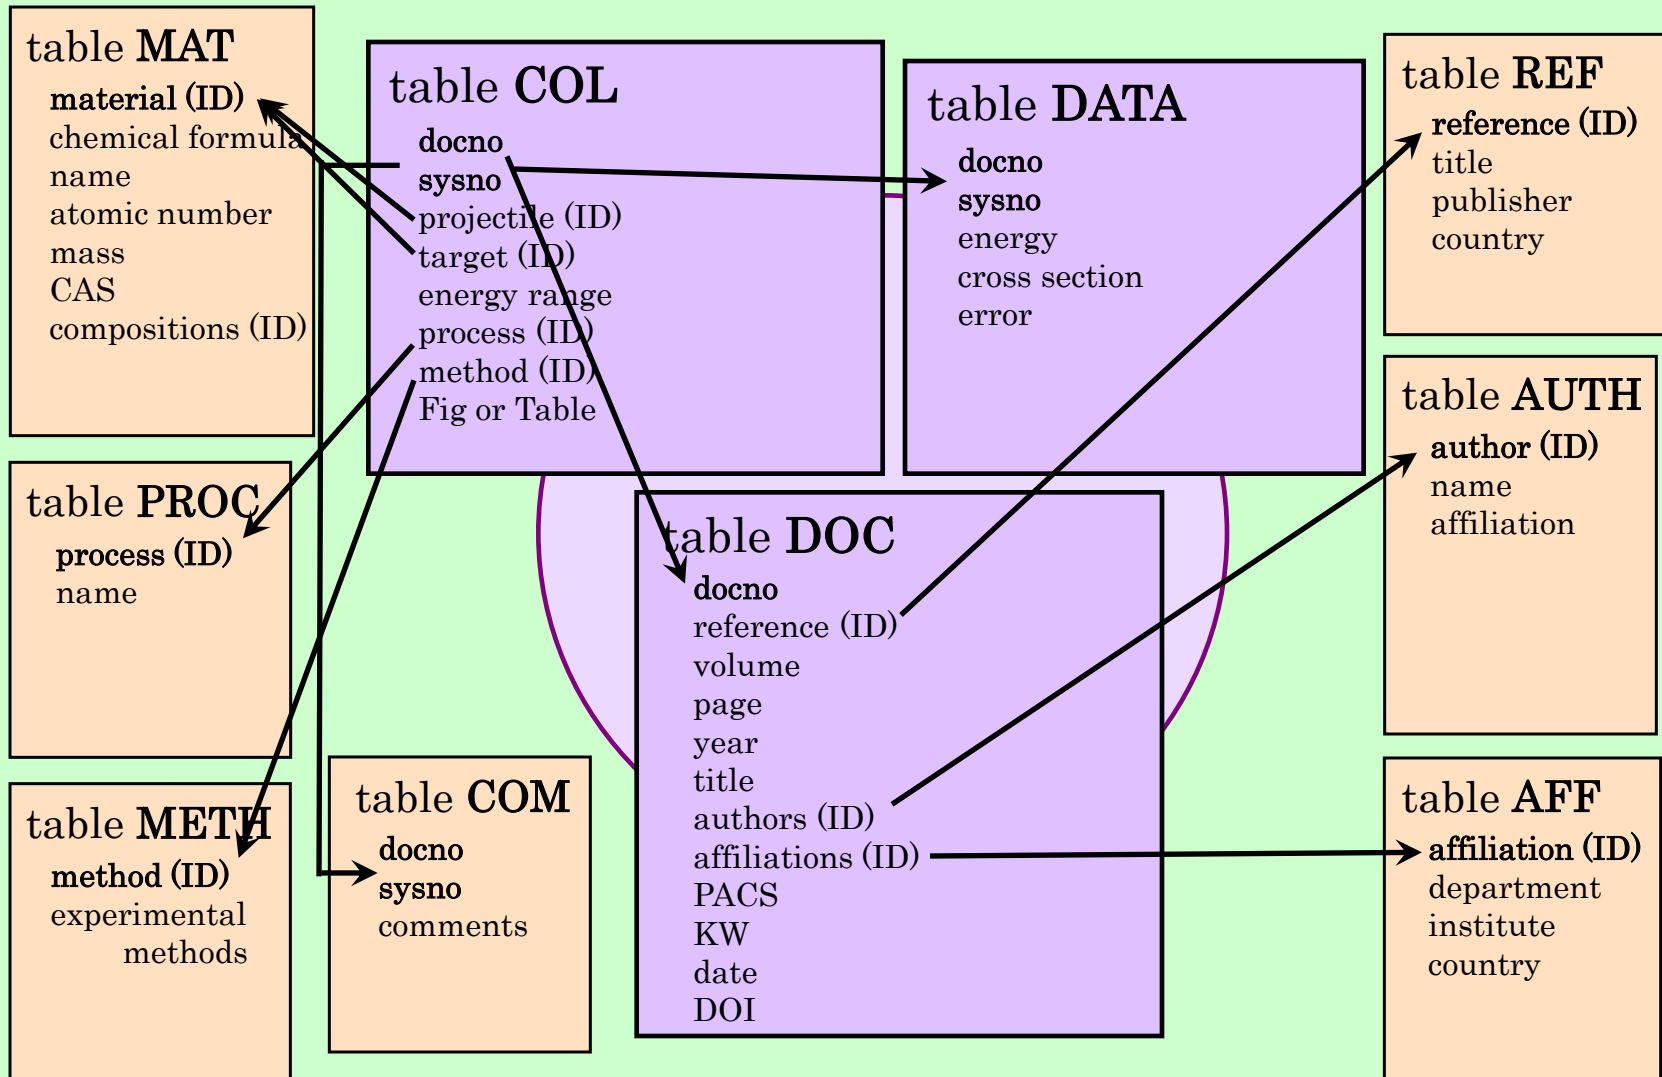 table MAT
material (ID)
chemical formula
name
atomic number
mass
CAS
compositions (ID)
table COL
docno
sysno
projectile (ID)
target (ID)
energy range
process (ID)
method (ID)
Fig or Table
table DATA
docno
sysno
energy
cross section
error
table REF
reference (ID)
title
publisher
country
table AUTH
author (ID)
name
affiliation
table PROC
process (ID)
name
table DOC
docno
reference (ID)
volume
page
year
title
authors (ID)
affiliations (ID)
PACS
KW
date
DOI
table METH
method (ID)
experimental
methods
table COM
docno
sysno
comments
table AFF
affiliation (ID)
department
institute
country